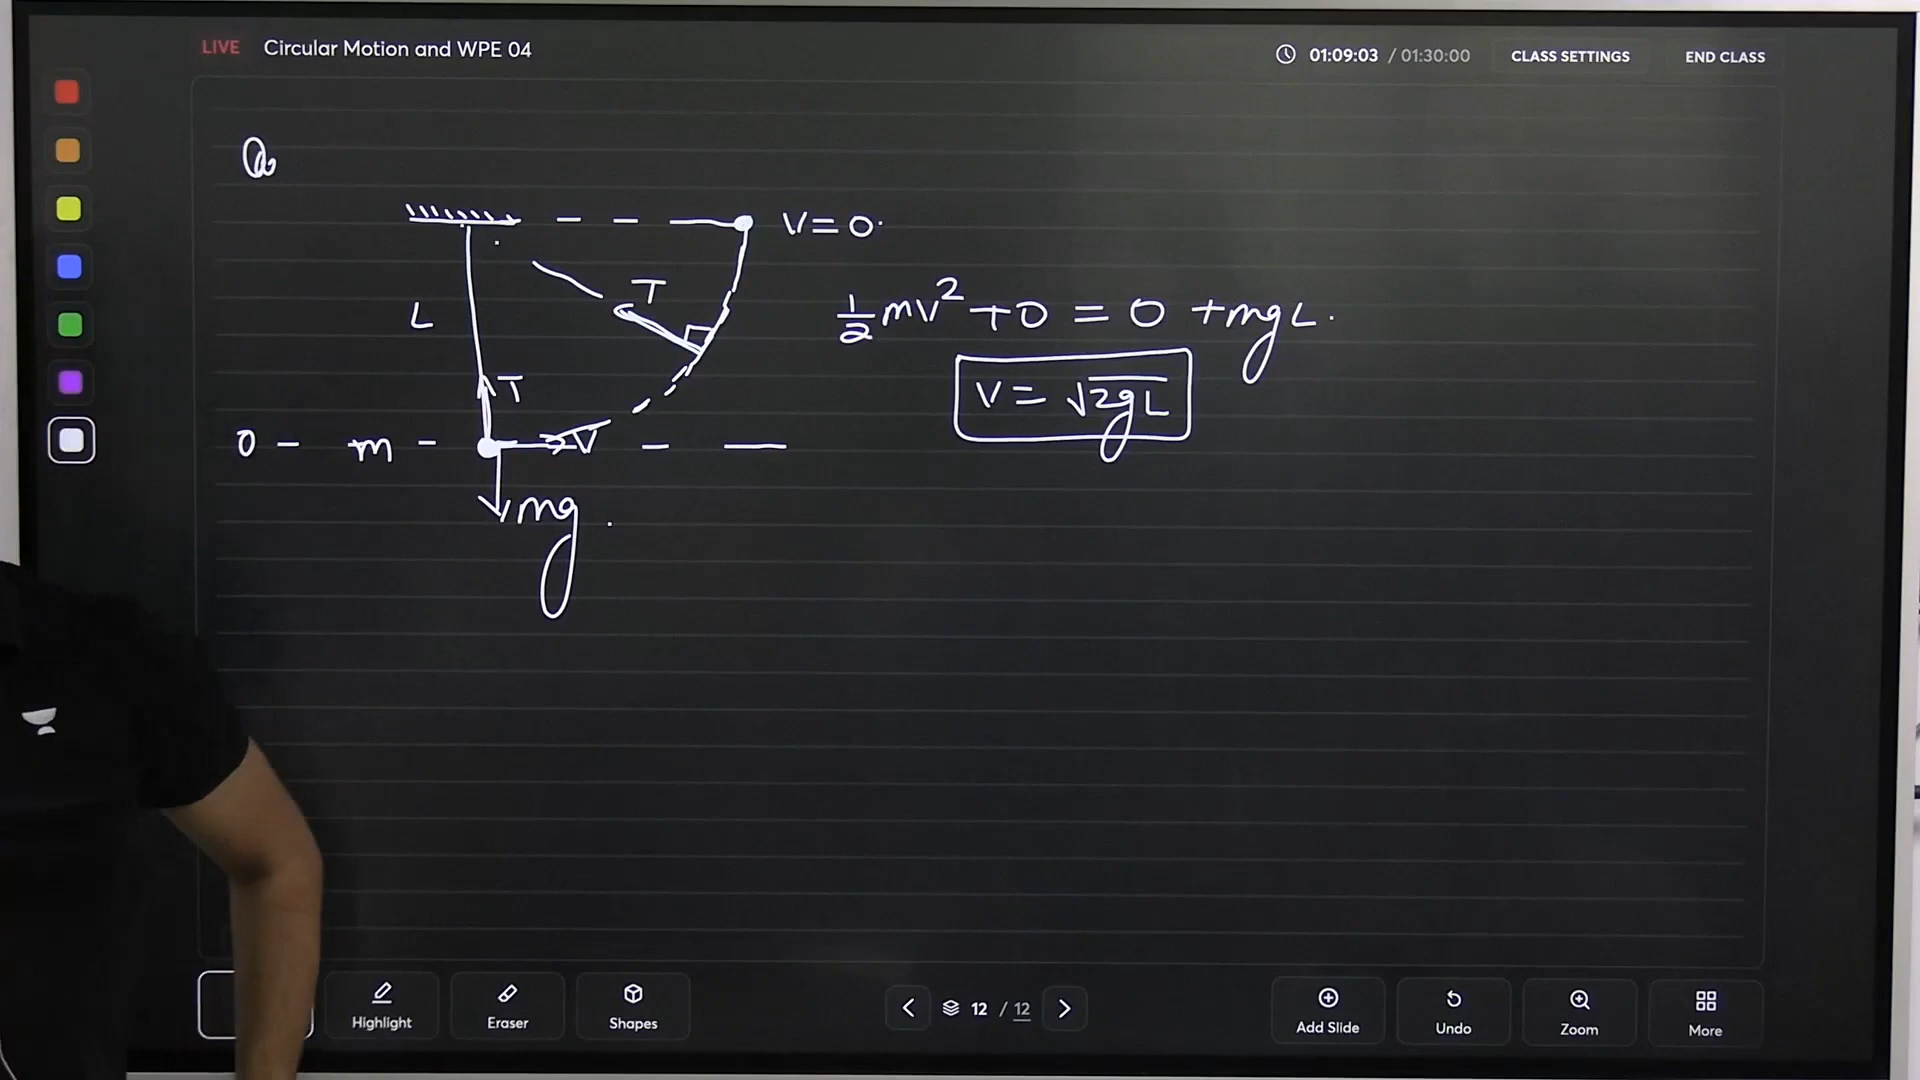 LIVE Circular Motion and WPE 04
01:09:03 / 01:30:00 CLASS SETTINGS END CLASS
Q
V=0
L
T
½mv²+0 = 0 +mgL.
T
V = √2gL
0 m V
mg
Highlight Eraser Shapes 12 / 12 Add Slide Undo Zoom More